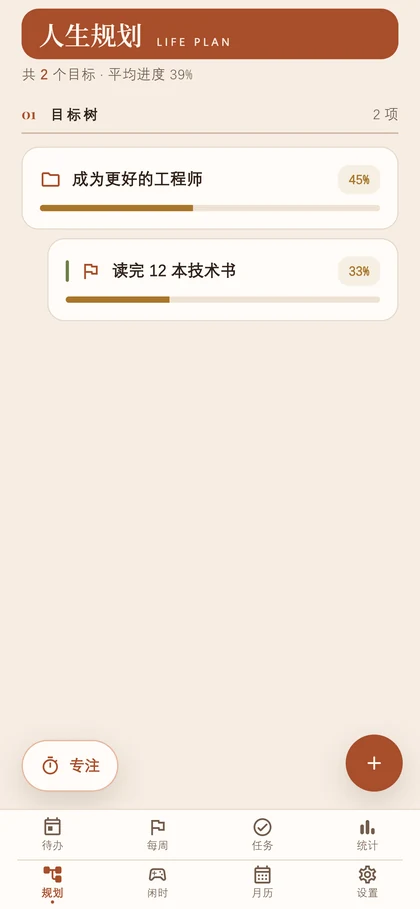 人生规划 LIFE PLAN
共 2 个目标 · 平均进度 39%
01 目标树 2 项
成为更好的工程师 45%
读完 12 本技术书 33%
专注
+
待办 每周 任务 统计
规划 闲时 月历 设置